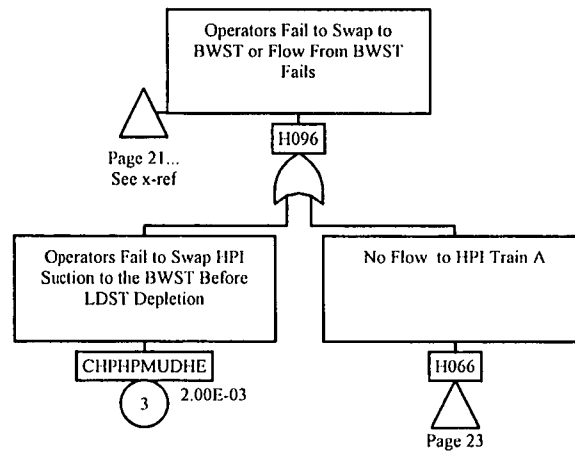 Operators Fail to Swap to
BWST or Flow From BWST
Fails
H096
Page 21...
See x-ref
Operators Fail to Swap HPI
Suction to the BWST Before
LDST Depletion
No Flow to HPI Train A
CHPHPMUDHE
2.00E-03
3
H066
Page 23